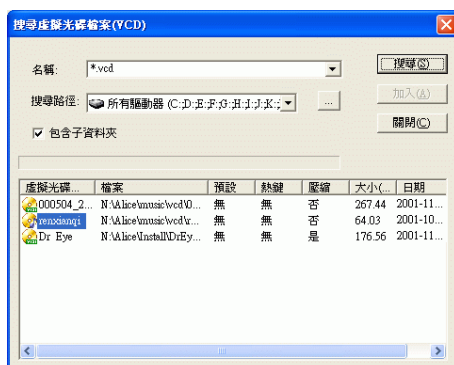 搜尋虛擬光碟檔案(VCD)
名稱: *.vcd 搜尋(S)
搜尋路徑: 所有驅動器 (C:;D:;E:;F:;G:;H:;I:;J:;K:; ... 加入(A)
包含子資料夾 關閉(C)
虛擬光碟... 檔案 預設 熱鍵 壓縮 大小(... 日期
000504_2... N:\Alice\music\vcd\0... 無 無 否 267.44 2001-11...
renxianqi N:\Alice\music\vcd\r... 無 無 否 64.03 2001-10...
Dr Eye N:\Alice\Install\DrEy... 無 無 是 176.56 2001-11...